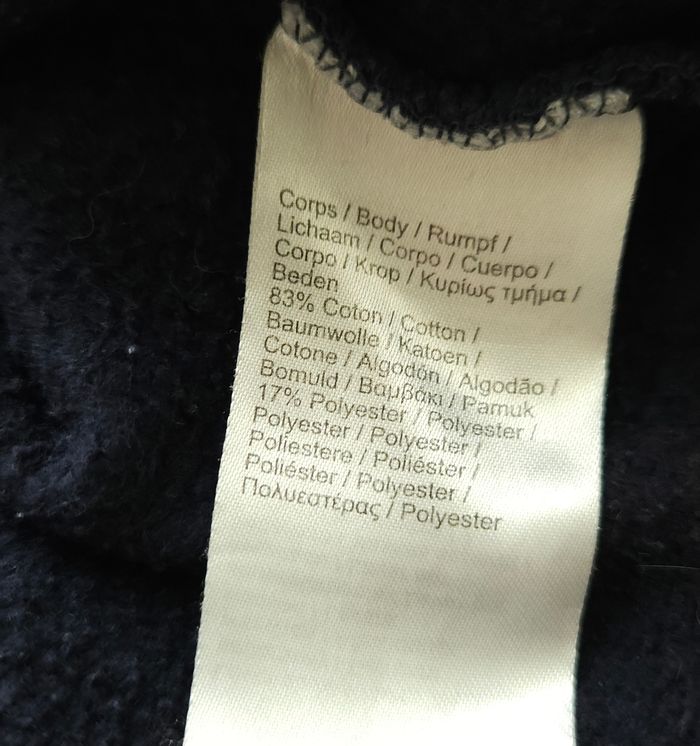 Corps / Body / Rumpf /
Lichaam / Corpo / Cuerpo /
Corpo / Krop / Κυρίως τμήμα /
Beden
83% Coton / Cotton /
Baumwolle / Katoen /
Cotone / Algodón / Algodão /
Bomuld / Βαμβάκι / Pamuk
17% Polyester / Polyester /
Polyester / Polyester /
Poliestere / Poliéster /
Poliéster / Polyester /
Πολυεστέρας / Polyester